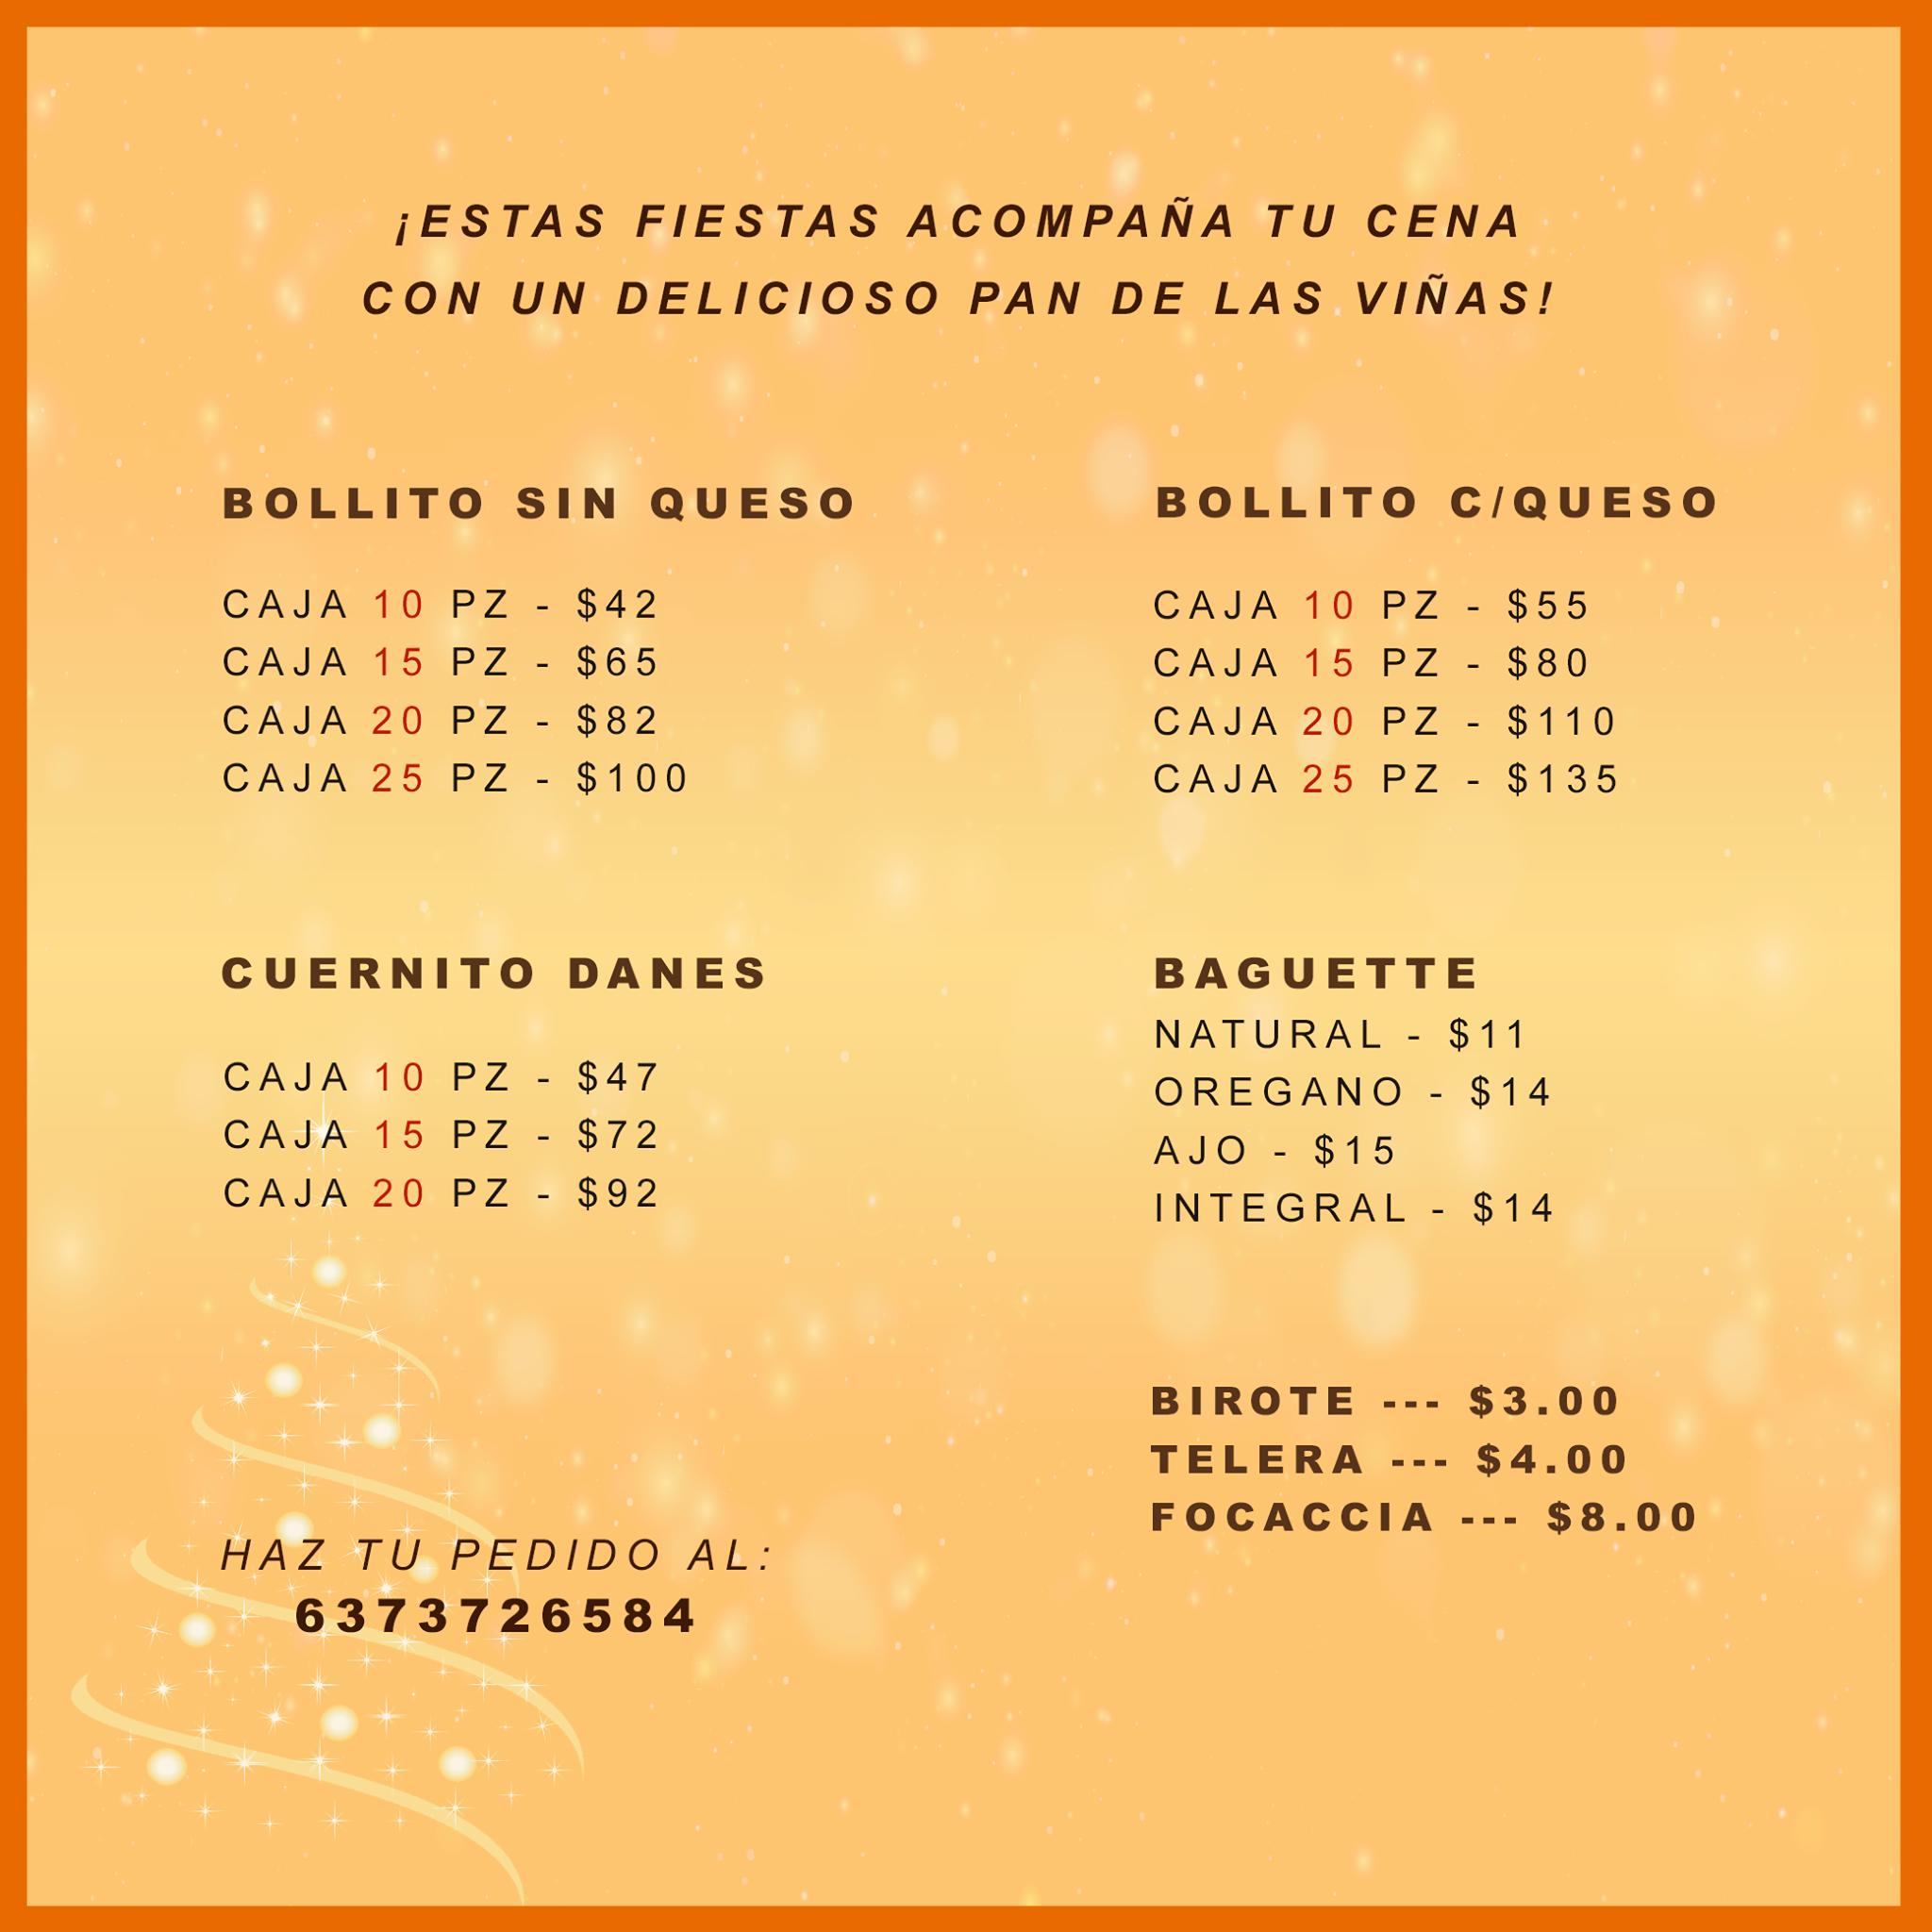 ¡ESTAS FIESTAS ACOMPAÑA TU CENA
CON UN DELICIOSO PAN DE LAS VIÑAS!
BOLLITO SIN QUESO
CAJA 10 PZ - $42
CAJA 15 PZ - $65
CAJA 20 PZ - $82
CAJA 25 PZ - $100
BOLLITO C/QUESO
CAJA 10 PZ - $55
CAJA 15 PZ - $80
CAJA 20 PZ - $110
CAJA 25 PZ - $135
CUERNITO DANES
CAJA 10 PZ - $47
CAJA 15 PZ - $72
CAJA 20 PZ - $92
BAGUETTE
NATURAL - $11
OREGANO - $14
AJO - $15
INTEGRAL - $14
BIROTE --- $3.00
TELERA --- $4.00
FOCACCIA --- $8.00
HAZ TU PEDIDO AL:
6373726584